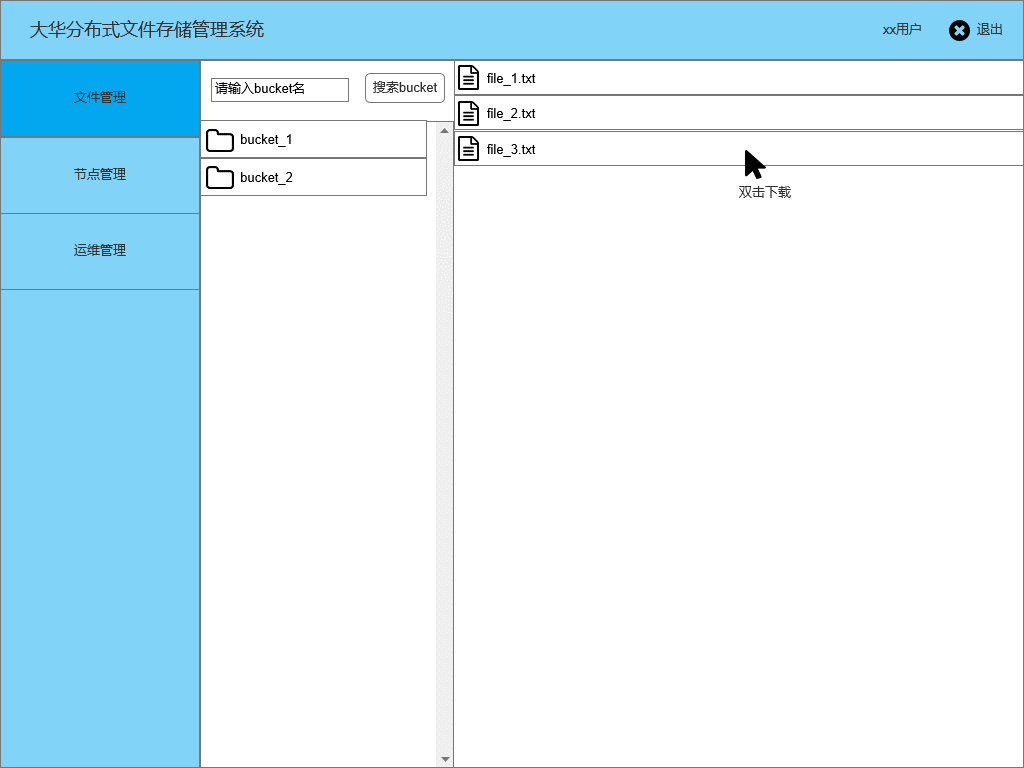 大华分布式文件存储管理系统
xx用户
退出
文件管理
节点管理
运维管理
请输入bucket名
搜索bucket
bucket_1
bucket_2
file_1.txt
file_2.txt
file_3.txt
双击下载